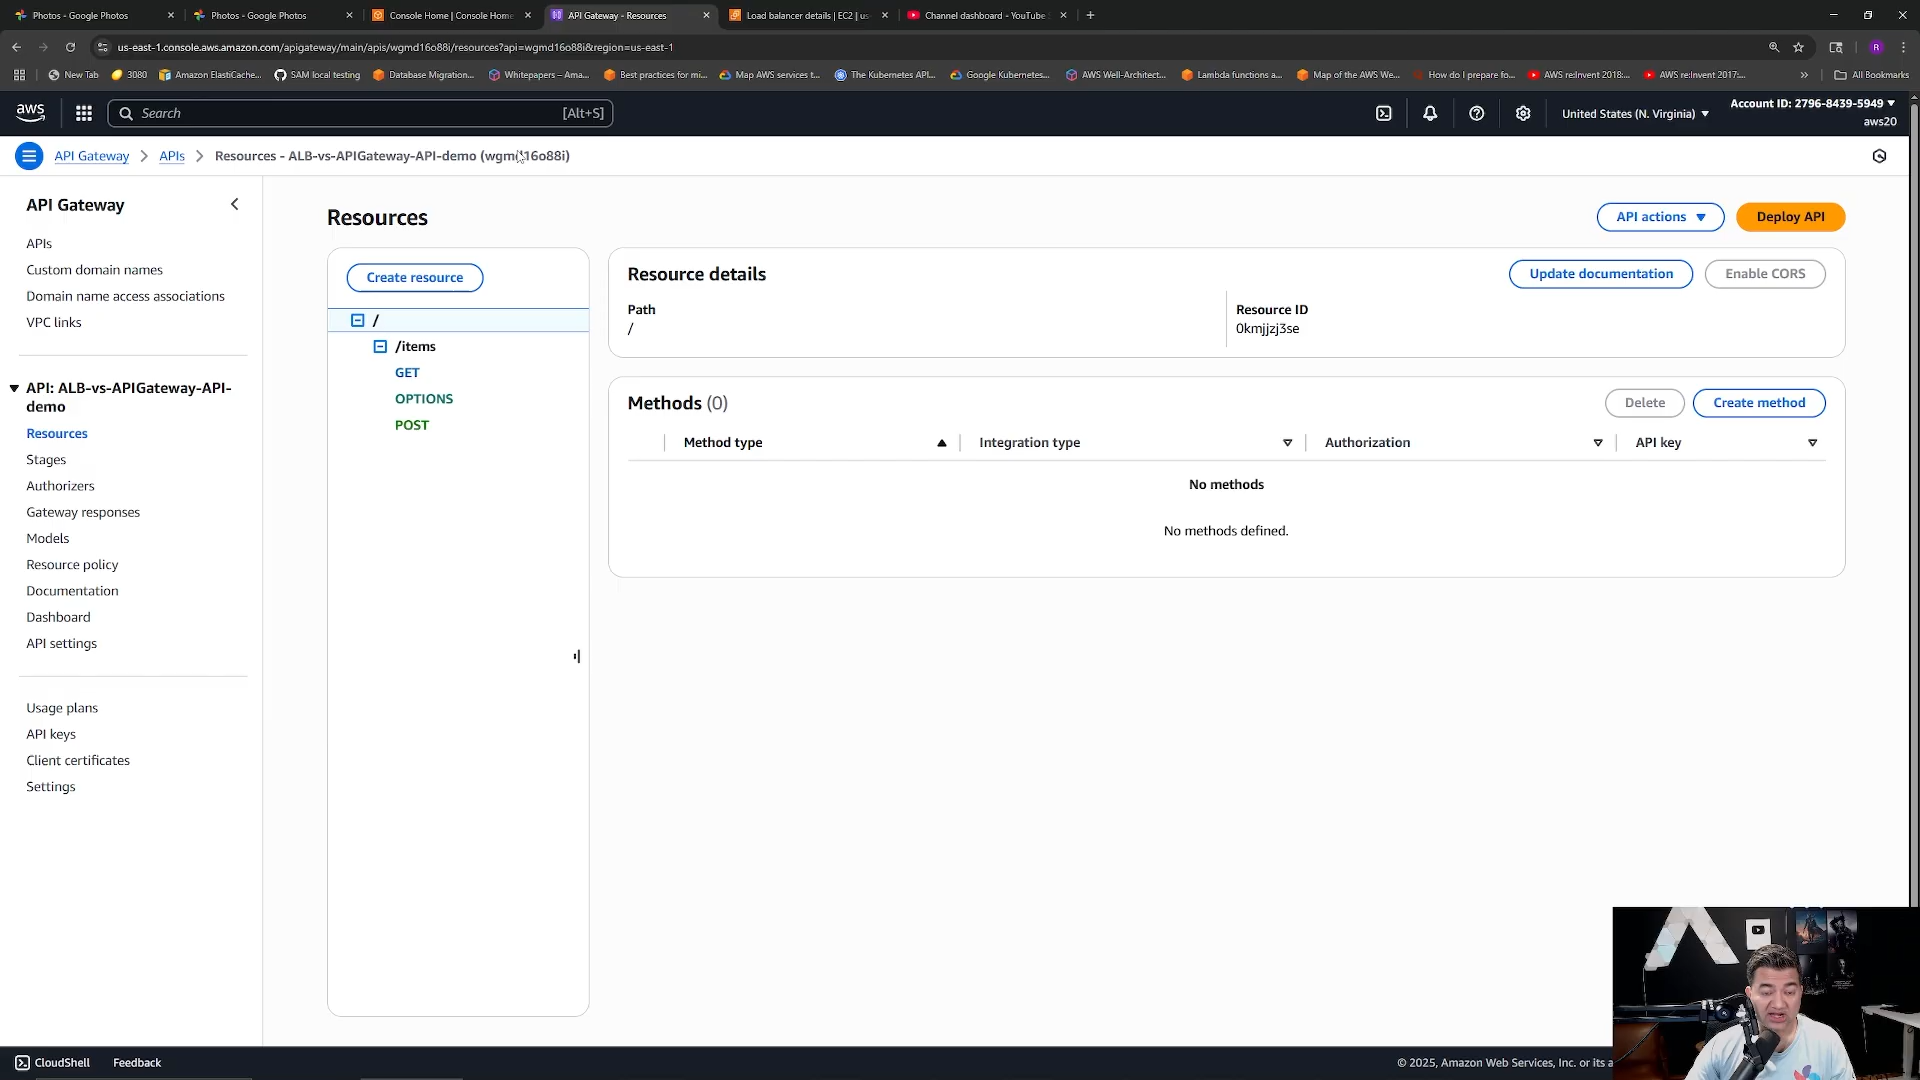 Photos - Google Photos
Photos - Google Photos
Console Home | Console Home
API Gateway - Resources
Load balancer details | EC2 | us-
Channel dashboard - YouTube
us-east-1.console.aws.amazon.com/apigateway/main/apis/wgmd16o88i/resources?api=wgmd16o88i&region=us-east-1
New Tab
3080
Amazon ElastiCache...
SAM local testing
Database Migration...
Whitepapers – Ama...
Best practices for mi...
Map AWS services t...
The Kubernetes API...
Google Kubernetes...
AWS Well-Architect...
Lambda functions a...
Map of the AWS We...
How do I prepare fo...
AWS re:Invent 2018:...
AWS re:Invent 2017:...
All Bookmarks
aws
Search
[Alt+S]
United States (N. Virginia)
Account ID: 2796-8439-5949
aws20
API Gateway
APIs
Resources - ALB-vs-APIGateway-API-demo (wgmd16o88i)
API Gateway
APIs
Custom domain names
Domain name access associations
VPC links
API: ALB-vs-APIGateway-API-
demo
Resources
Stages
Authorizers
Gateway responses
Models
Resource policy
Documentation
Dashboard
API settings
Usage plans
API keys
Client certificates
Settings
Resources
API actions
Deploy API
Create resource
/
/items
GET
OPTIONS
POST
Resource details
Update documentation
Enable CORS
Path
/
Resource ID
0kmjjzj3se
Methods (0)
Delete
Create method
Method type
Integration type
Authorization
API key
No methods
No methods defined.
CloudShell
Feedback
© 2025, Amazon Web Services, Inc. or its a